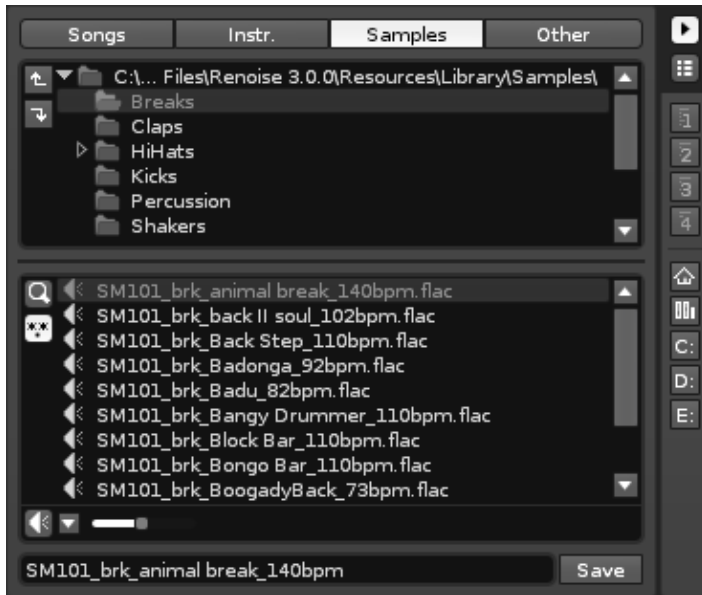 Songs Instr. Samples Other
C:\... Files\Renoise 3.0.0\Resources\Library\Samples\
Breaks
Claps
HiHats
Kicks
Percussion
Shakers
1
2
3
4
SM101_brk_animal break_140bpm.flac
SM101_brk_back II soul_102bpm.flac
SM101_brk_Back Step_110bpm.flac
SM101_brk_Badonga_92bpm.flac
SM101_brk_Badu_82bpm.flac
SM101_brk_Bangy Drummer_110bpm.flac
SM101_brk_Block Bar_110bpm.flac
SM101_brk_Bongo Bar_110bpm.flac
SM101_brk_BoogadyBack_73bpm.flac
C:
D:
E:
SM101_brk_animal break_140bpm Save